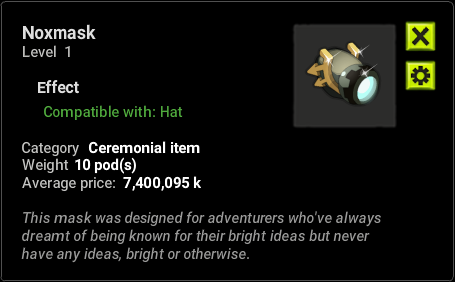 Noxmask
Level 1
Effect
Compatible with: Hat
Category Ceremonial item
Weight 10 pod(s)
Average price: 7,400,095 k
This mask was designed for adventurers who've always
dreamt of being known for their bright ideas but never
have any ideas, bright or otherwise.